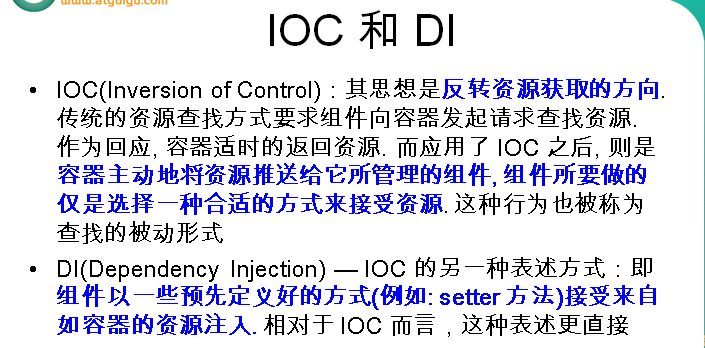 www.atguigu.com
IOC 和 DI
• IOC(Inversion of Control)：其思想是反转资源获取的方向.
传统的资源查找方式要求组件向容器发起请求查找资源.
作为回应, 容器适时的返回资源. 而应用了 IOC 之后, 则是
容器主动地将资源推送给它所管理的组件, 组件所要做的
仅是选择一种合适的方式来接受资源. 这种行为也被称为
查找的被动形式
• DI(Dependency Injection) — IOC 的另一种表述方式：即
组件以一些预先定义好的方式(例如: setter 方法)接受来自
如容器的资源注入. 相对于 IOC 而言，这种表述更直接